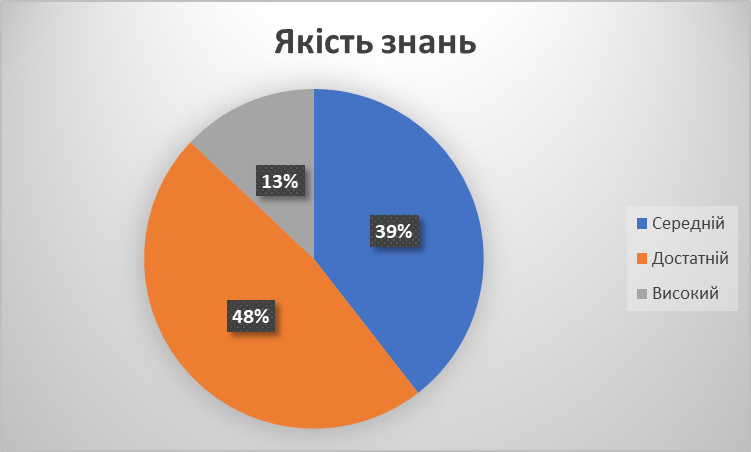 Якість знань
13%
39%
48%
Середній
Достатній
Високий